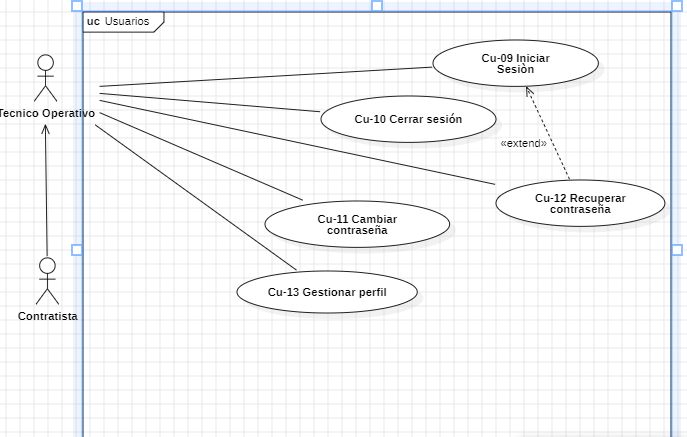 uc Usuarios
Cu-09 Iniciar
Sesiòn
Tecnico Operativo
Cu-10 Cerrar sesión
«extend»
Cu-12 Recuperar
contraseña
Cu-11 Cambiar
contraseña
Cu-13 Gestionar perfil
Contratista